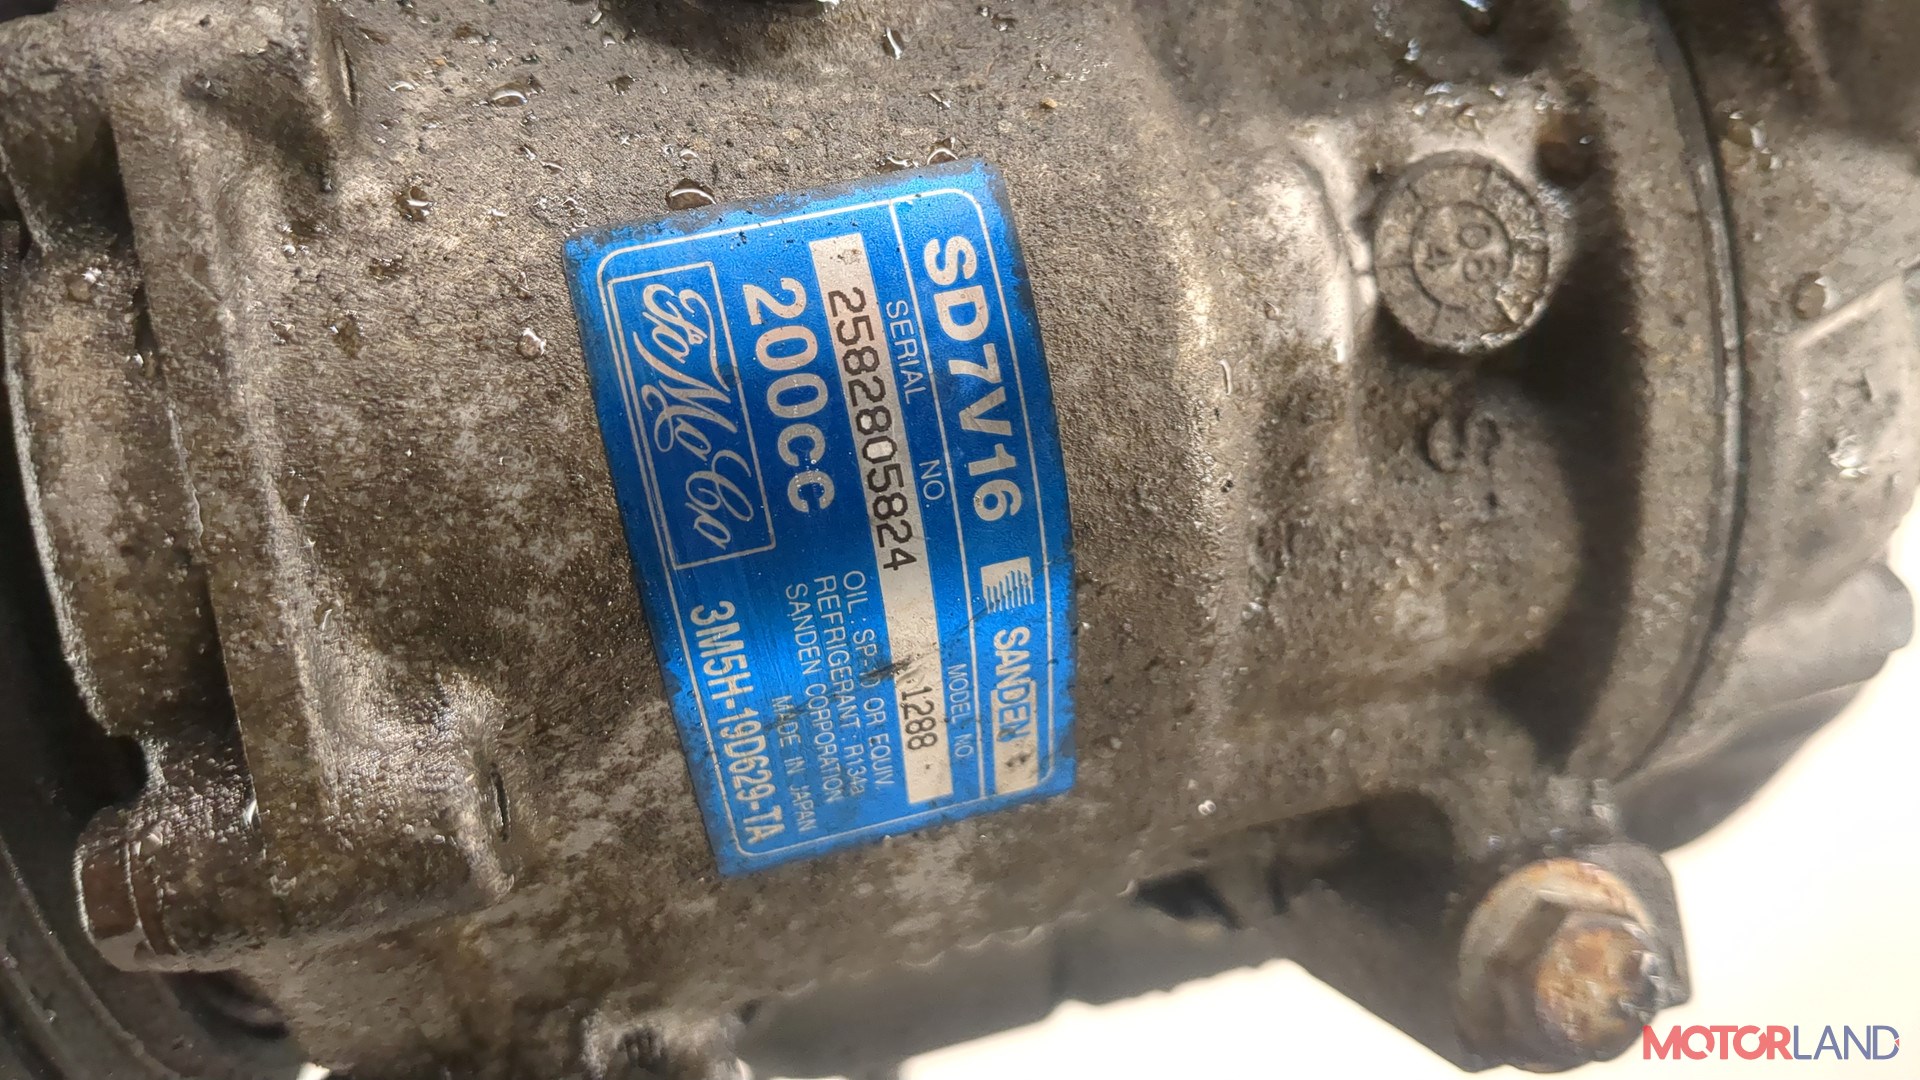 SD7V16 SANDEN
SERIAL NO. MODEL NO.
2582805824 1288
200cc
OIL: SP-10 OR EQUIV.
REFRIGERANT: R134a
SANDEN CORPORATION
MADE IN JAPAN
FoMoCo 3M5H-19D629-TA
S
MOTORLAND